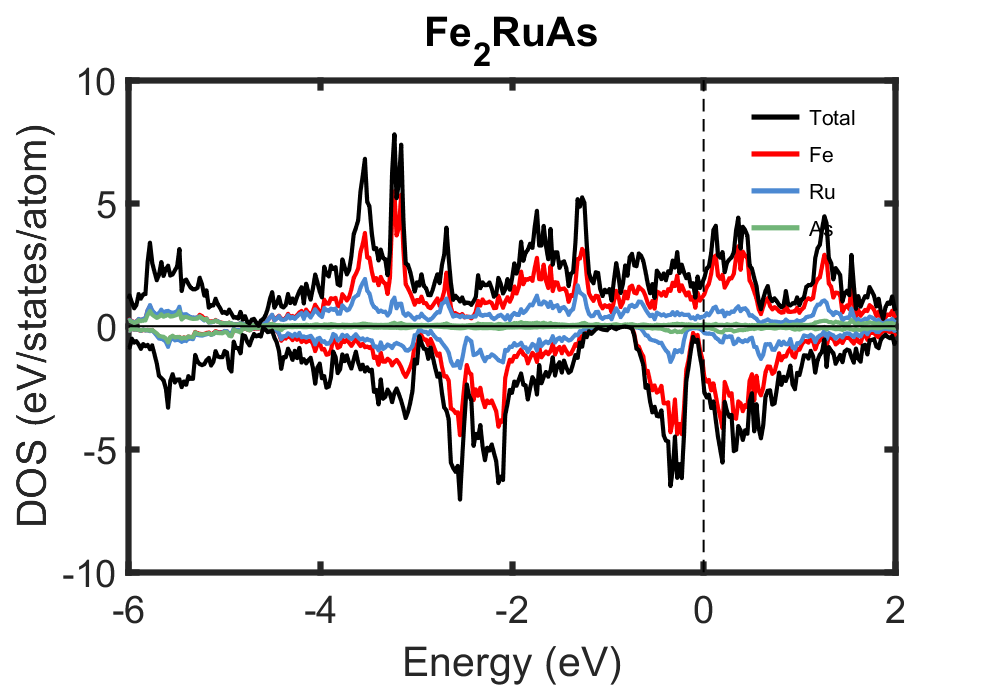 Fe₂RuAs
DOS (eV/states/atom)
10
5
0
-5
-10
Total
Fe
Ru
As
-6 -4 -2 0 2
Energy (eV)